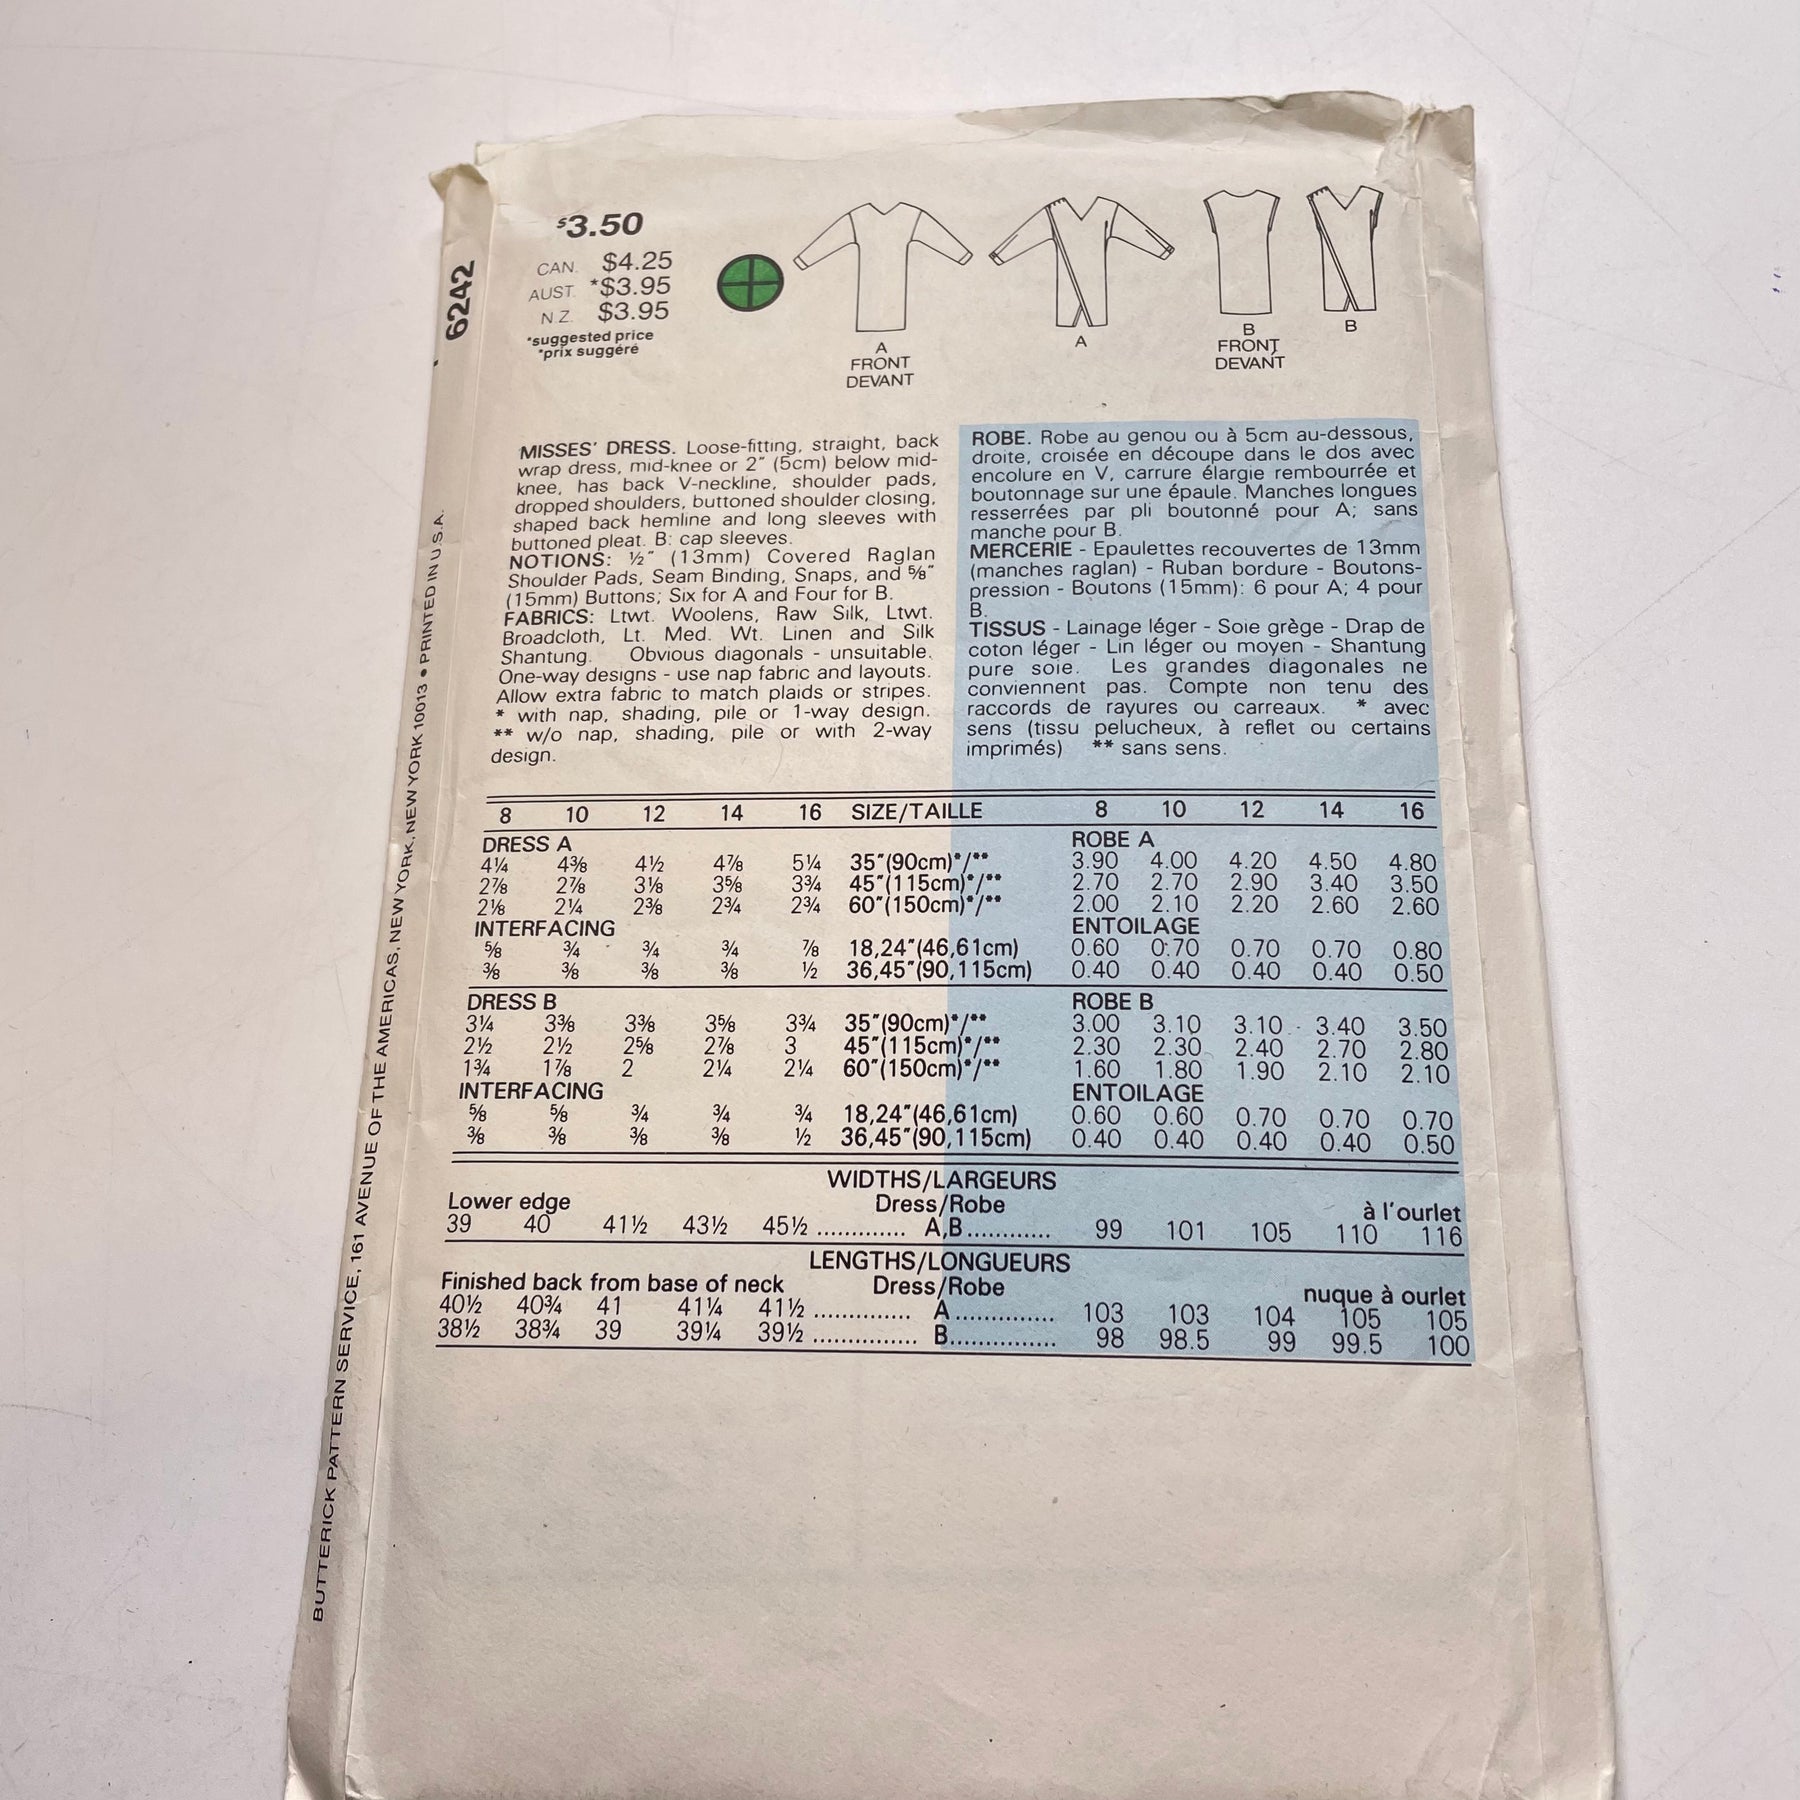 $3.50
CAN. $4.25
AUST. *$3.95
N.Z. $3.95
*suggested price
*prix suggéré
6242
A
FRONT
DEVANT
A
B
FRONT
DEVANT
B
MISSES' DRESS. Loose-fitting, straight, back
wrap dress, mid-knee or 2" (5cm) below mid-
knee, has back V-neckline, shoulder pads,
dropped shoulders, buttoned shoulder closing,
shaped back hemline and long sleeves with
buttoned pleat. B: cap sleeves.
NOTIONS: ½" (13mm) Covered Raglan
Shoulder Pads, Seam Binding, Snaps, and ⅝"
(15mm) Buttons; Six for A and Four for B.
FABRICS: Ltwt. Woolens, Raw Silk, Ltwt.
Broadcloth, Lt. Med. Wt. Linen and Silk
Shantung. Obvious diagonals - unsuitable.
One-way designs - use nap fabric and layouts.
Allow extra fabric to match plaids or stripes.
* with nap, shading, pile or 1-way design.
** w/o nap, shading, pile or with 2-way
design.
ROBE. Robe au genou ou à 5cm au-dessous,
droite, croisée en découpe dans le dos avec
encolure en V, carrure élargie rembourrée et
boutonnage sur une épaule. Manches longues
resserrées par pli boutonné pour A; sans
manche pour B.
MERCERIE - Epaulettes recouvertes de 13mm
(manches raglan) - Ruban bordure - Boutons-
pression - Boutons (15mm): 6 pour A; 4 pour
B.
TISSUS - Lainage léger - Soie grège - Drap de
coton léger - Lin léger ou moyen - Shantung
pure soie. Les grandes diagonales ne
conviennent pas. Compte non tenu des
raccords de rayures ou carreaux. * avec
sens (tissu pelucheux, à reflet ou certains
imprimés) ** sans sens.
8 10 12 14 16 SIZE/TAILLE 8 10 12 14 16
DRESS A ROBE A
4¼ 4⅜ 4½ 4⅞ 5¼ 35"(90cm)*/** 3.90 4.00 4.20 4.50 4.80
2⅞ 2⅞ 3⅛ 3⅝ 3¾ 45"(115cm)*/** 2.70 2.70 2.90 3.40 3.50
2⅛ 2¼ 2⅜ 2¾ 2¾ 60"(150cm)*/** 2.00 2.10 2.20 2.60 2.60
INTERFACING ENTOILAGE
⅝ ¾ ¾ ¾ ⅞ 18,24"(46,61cm) 0.60 0.70 0.70 0.70 0.80
⅜ ⅜ ⅜ ⅜ ½ 36,45"(90,115cm) 0.40 0.40 0.40 0.40 0.50
DRESS B ROBE B
3¼ 3⅜ 3⅜ 3⅝ 3¾ 35"(90cm)*/** 3.00 3.10 3.10 3.40 3.50
2½ 2½ 2⅝ 2⅞ 3 45"(115cm)*/** 2.30 2.30 2.40 2.70 2.80
1¾ 1⅞ 2 2¼ 2¼ 60"(150cm)*/** 1.60 1.80 1.90 2.10 2.10
INTERFACING ENTOILAGE
⅝ ⅝ ¾ ¾ ¾ 18,24"(46,61cm) 0.60 0.60 0.70 0.70 0.70
⅜ ⅜ ⅜ ⅜ ½ 36,45"(90,115cm) 0.40 0.40 0.40 0.40 0.50
WIDTHS/LARGEURS
Lower edge Dress/Robe à l'ourlet
39 40 41½ 43½ 45½ ............. A,B............ 99 101 105 110 116
LENGTHS/LONGUEURS
Finished back from base of neck Dress/Robe nuque à ourlet
40½ 40¾ 41 41¼ 41½ .............. A .............. 103 103 104 105 105
38½ 38¾ 39 39¼ 39½ ............... B............... 98 98.5 99 99.5 100
BUTTERICK PATTERN SERVICE, 161 AVENUE OF THE AMERICAS, NEW YORK, NEW YORK 10013 • PRINTED IN U.S.A.